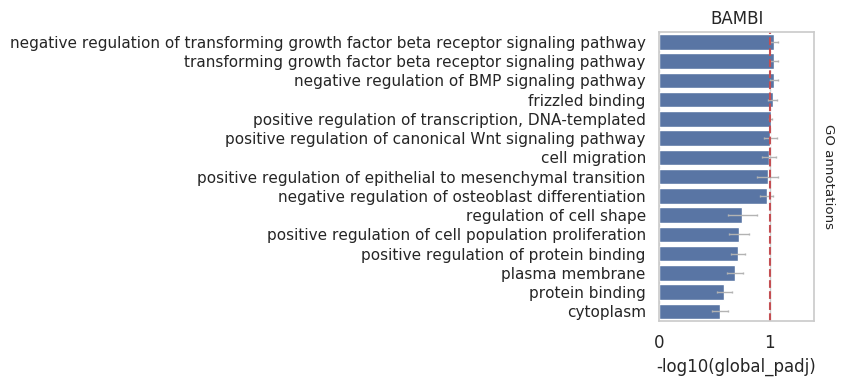 BAMBI
negative regulation of transforming growth factor beta receptor signaling pathway
transforming growth factor beta receptor signaling pathway
negative regulation of BMP signaling pathway
frizzled binding
positive regulation of transcription, DNA-templated
positive regulation of canonical Wnt signaling pathway
cell migration
positive regulation of epithelial to mesenchymal transition
negative regulation of osteoblast differentiation
regulation of cell shape
positive regulation of cell population proliferation
positive regulation of protein binding
plasma membrane
protein binding
cytoplasm
GO annotations
0 1
-log10(global_padj)